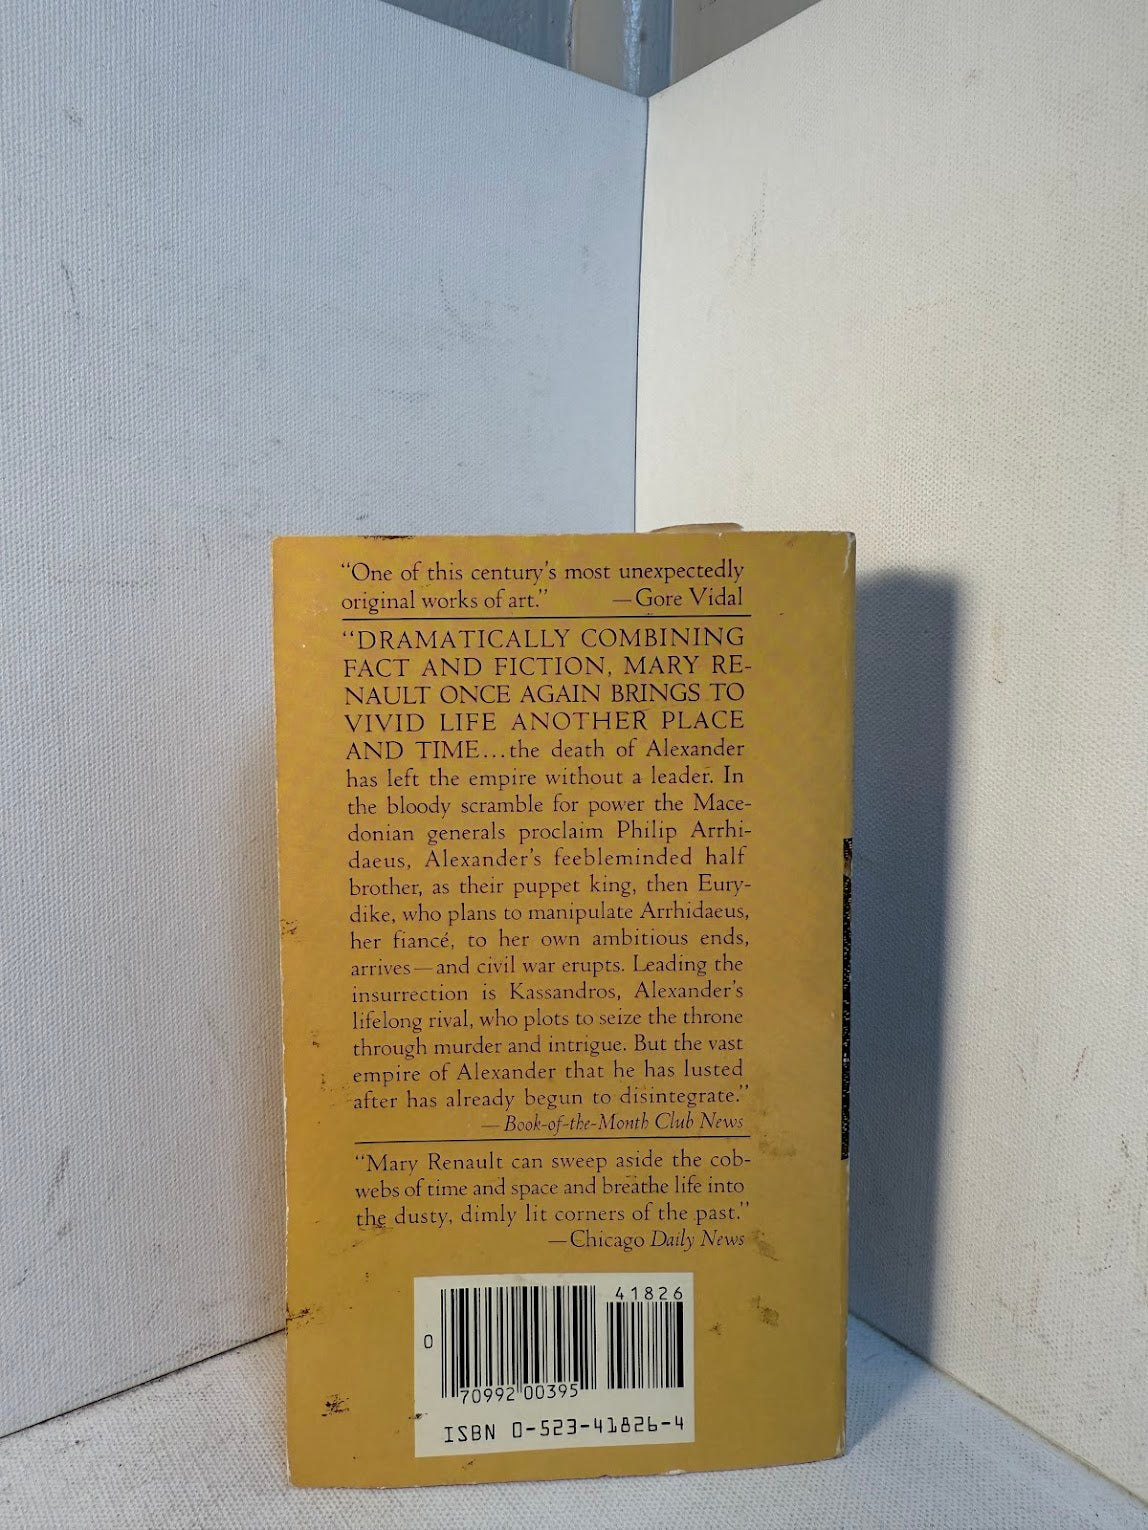 "One of this century's most unexpectedly
original works of art." —Gore Vidal
"DRAMATICALLY COMBINING
FACT AND FICTION, MARY RE-
NAULT ONCE AGAIN BRINGS TO
VIVID LIFE ANOTHER PLACE
AND TIME...the death of Alexander
has left the empire without a leader. In
the bloody scramble for power the Mace-
donian generals proclaim Philip Arrhi-
daeus, Alexander's feebleminded half
brother, as their puppet king, then Eury-
dike, who plans to manipulate Arrhidaeus,
her fiancé, to her own ambitious ends,
arrives—and civil war erupts. Leading the
insurrection is Kassandros, Alexander's
lifelong rival, who plots to seize the throne
through murder and intrigue. But the vast
empire of Alexander that he has lusted
after has already begun to disintegrate."
—Book-of-the-Month Club News
"Mary Renault can sweep aside the cob-
webs of time and space and breathe life into
the dusty, dimly lit corners of the past."
—Chicago Daily News
41826
0
70992 00395
ISBN 0-523-41826-4